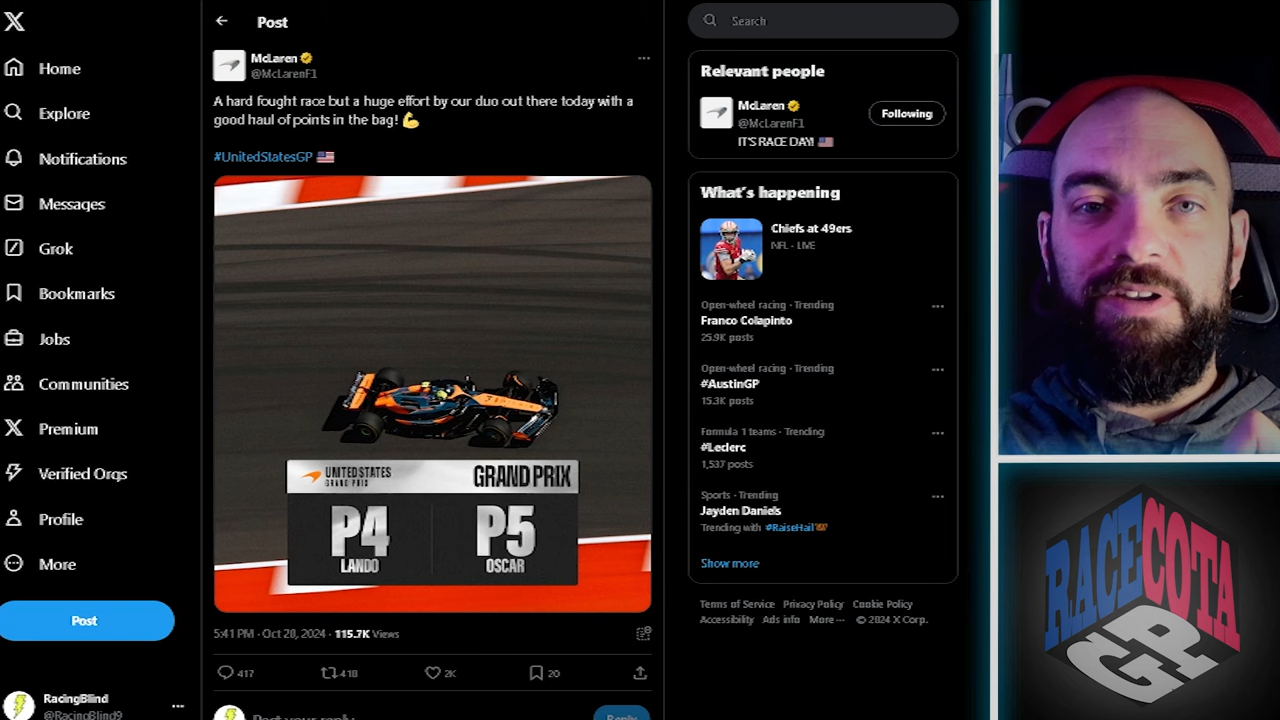 Home
Explore
Notifications
Messages
Grok
Bookmarks
Jobs
Communities
Premium
Verified Orgs
Profile
More
Post
RacingBlind
@RacingBlind9
Post
McLaren
@McLarenF1
A hard fought race but a huge effort by our duo out there today with a
good haul of points in the bag! 💪
#UnitedStatesGP 🇺🇸
UNITED STATES
GRAND PRIX
GRAND PRIX
P4
LANDO
P5
OSCAR
5:41 PM · Oct 20, 2024 · 115.7K Views
417
418
2K
20
Post your reply
Reply
Search
Relevant people
McLaren
@McLarenF1
Following
IT'S RACE DAY! 🇺🇸
What's happening
Chiefs at 49ers
NFL · LIVE
Open-wheel racing · Trending
Franco Colapinto
25.9K posts
Open-wheel racing · Trending
#AustinGP
15.3K posts
Formula 1 teams · Trending
#Leclerc
1,537 posts
Sports · Trending
Jayden Daniels
Trending with #RaiseHail
Show more
Terms of Service Privacy Policy Cookie Policy
Accessibility Ads info More ··· © 2024 X Corp.
RACE
COTA